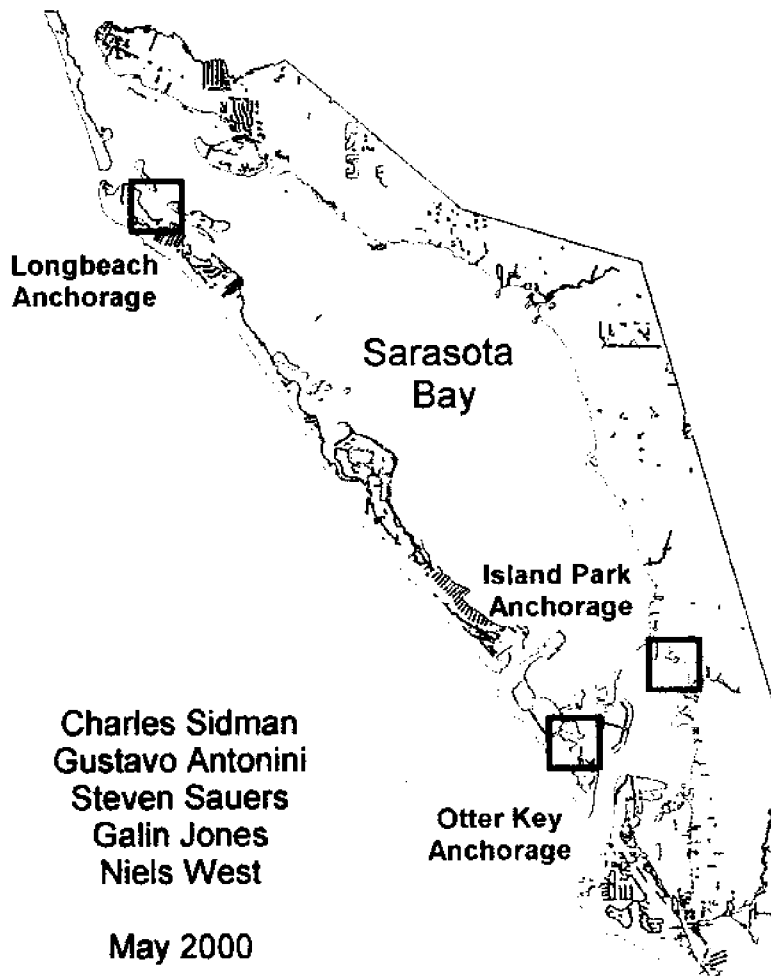 Longbeach
Anchorage
Sarasota
Bay
Island Park
Anchorage
Otter Key
Anchorage
Charles Sidman
Gustavo Antonini
Steven Sauers
Galin Jones
Niels West
May 2000